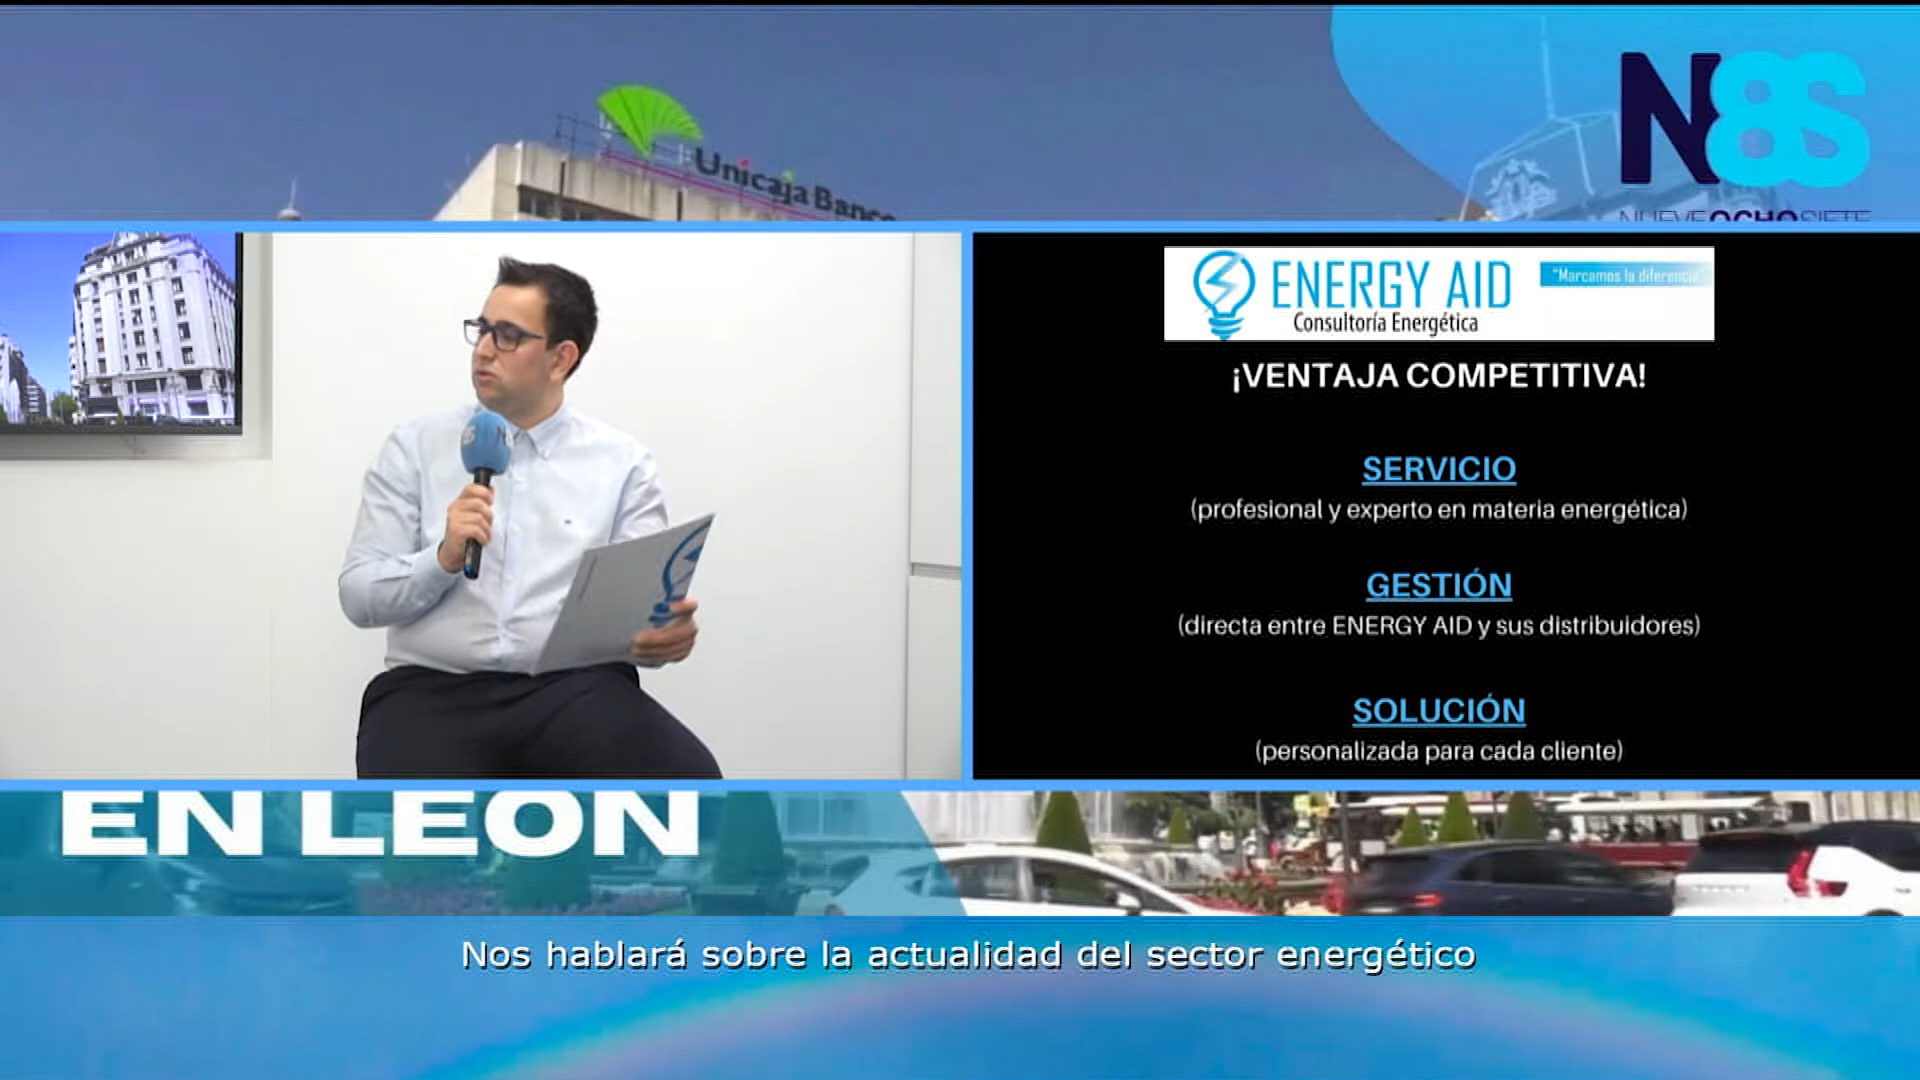 Unicaja Banco
N8S
NUEVEOCHOSIETE
ENERGY AID
"Marcamos la diferencia"
Consultoría Energética
¡VENTAJA COMPETITIVA!
SERVICIO
(profesional y experto en materia energética)
GESTIÓN
(directa entre ENERGY AID y sus distribuidores)
SOLUCIÓN
(personalizada para cada cliente)
EN LEÓN
Nos hablará sobre la actualidad del sector energético